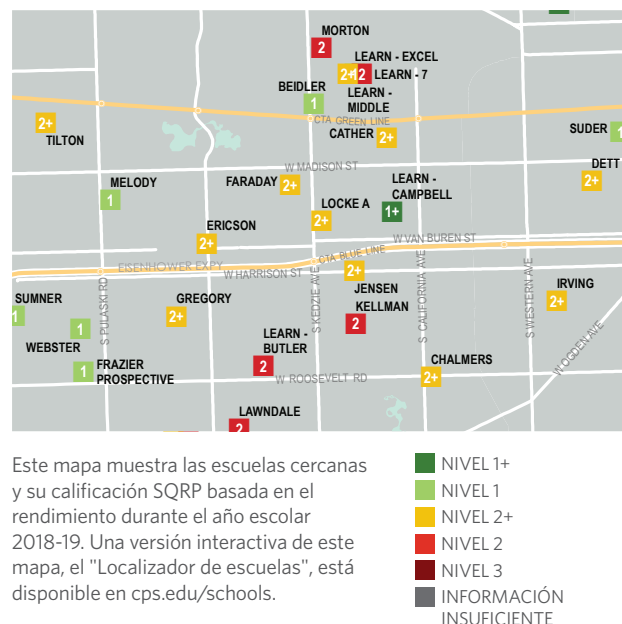 MORTON
2
LEARN - EXCEL
2+
2
LEARN - 7
BEIDLER
1
LEARN -
MIDDLE
CTA GREEN LINE
2+
TILTON
CATHER
2+
SUDER
1
W MADISON ST
DETT
2+
MELODY
1
FARADAY
2+
LEARN -
CAMPBELL
1+
LOCKE A
2+
ERICSON
2+
W VAN BUREN ST
CTA BLUE LINE
EISENHOWER EXPY
W HARRISON ST
2+
JENSEN
S PULASKI RD
S KEDZIE AVE
S CALIFORNIA AVE
S WESTERN AVE
W OGDEN AVE
SUMNER
1
GREGORY
2+
KELLMAN
2
IRVING
2+
1
WEBSTER
LEARN -
BUTLER
2
1
FRAZIER
PROSPECTIVE
CHALMERS
2+
W ROOSEVELT RD
LAWNDALE
2
Este mapa muestra las escuelas cercanas
y su calificación SQRP basada en el
rendimiento durante el año escolar
2018-19. Una versión interactiva de este
mapa, el "Localizador de escuelas", está
disponible en cps.edu/schools.
NIVEL 1+
NIVEL 1
NIVEL 2+
NIVEL 2
NIVEL 3
INFORMACIÓN
INSUFICIENTE